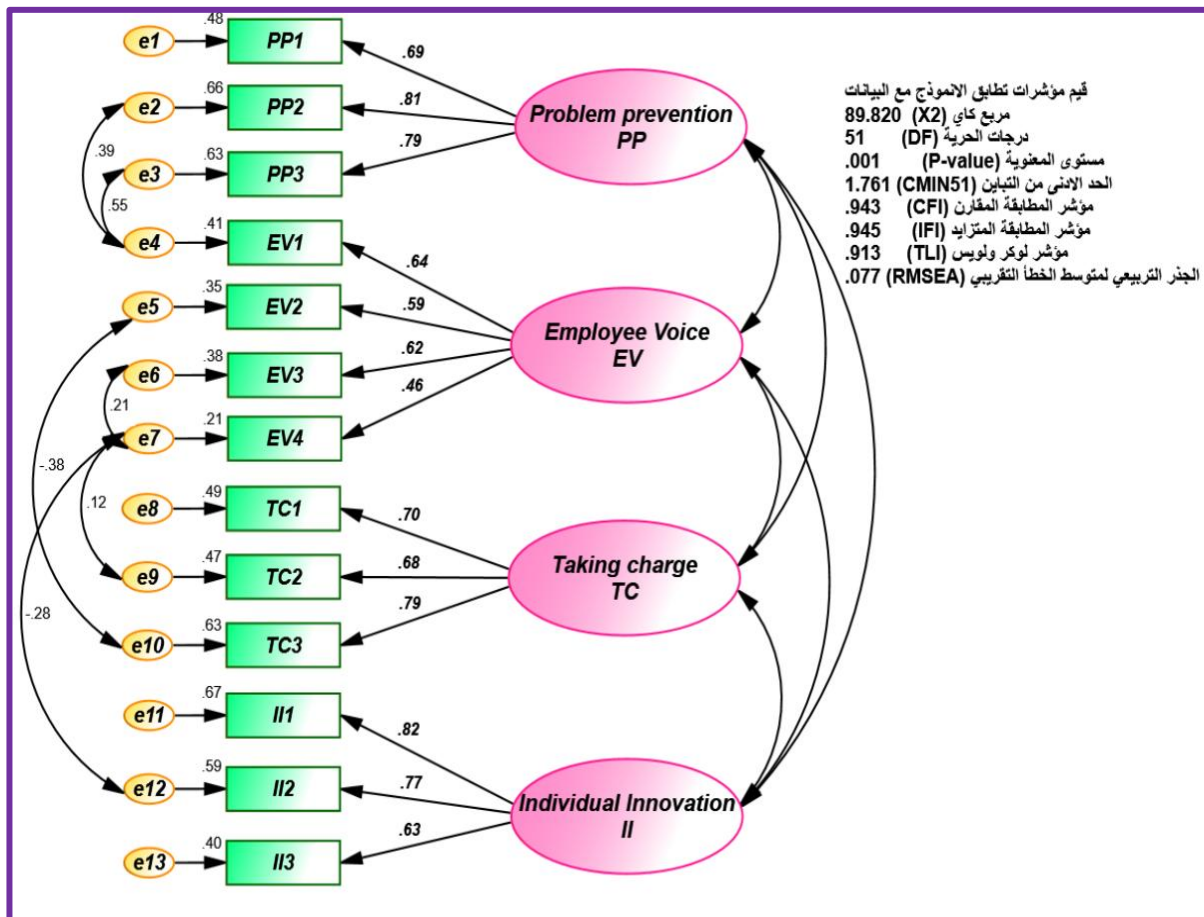 .48
e1
PP1
.69
.66
e2
PP2
.81
.39
.63
e3
PP3
.79
.55
.41
e4
EV1
.64
.35
e5
EV2
.59
.38
e6
EV3
.62
.21
.21
e7
EV4
.46
-.38
.12
.49
e8
TC1
.70
.47
e9
TC2
.68
-.28
.63
e10
TC3
.79
.67
e11
II1
.82
.59
e12
II2
.77
.40
e13
II3
.63
Problem prevention
PP
Employee Voice
EV
Taking charge
TC
Individual Innovation
II
قيم مؤشرات تطابق الانموذج مع البيانات
مربع كاي (X2) 89.820
درجات الحرية (DF) 51
مستوى المعنوية (P-value) .001
الحد الادنى من التباين (CMIN51) 1.761
مؤشر المطابقة المقارن (CFI) .943
مؤشر المطابقة المتزايد (IFI) .945
مؤشر لوكر ولويس (TLI) .913
الجذر التربيعي لمتوسط الخطأ التقريبي (RMSEA) .077